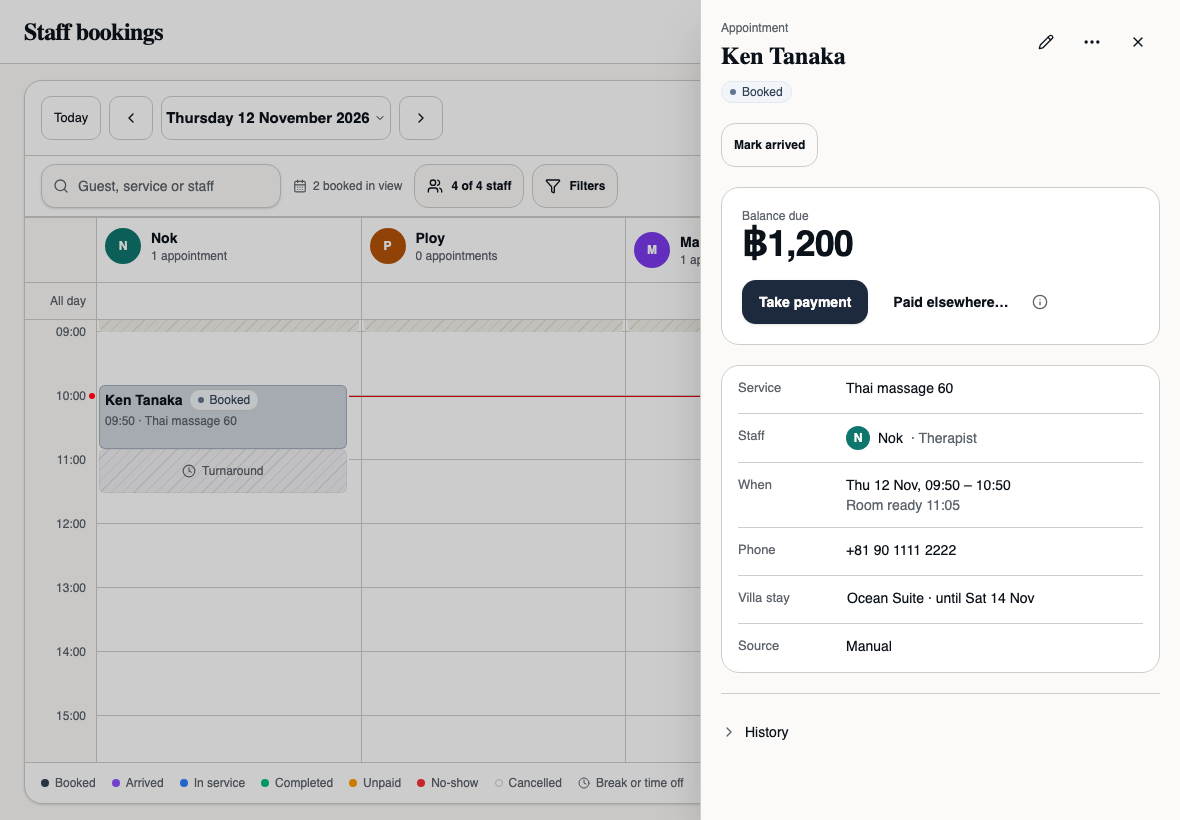 Staff bookings
Today
Thursday 12 November 2026
Guest, service or staff
2 booked in view
4 of 4 staff
Filters
N
Nok
1 appointment
P
Ploy
0 appointments
M
Ma
1 ap
All day
09:00
10:00
Ken Tanaka
Booked
09:50 · Thai massage 60
11:00
Turnaround
12:00
13:00
14:00
15:00
Booked
Arrived
In service
Completed
Unpaid
No-show
Cancelled
Break or time off
Appointment
Ken Tanaka
Booked
Mark arrived
Balance due
฿1,200
Take payment
Paid elsewhere…
Service
Thai massage 60
Staff
N
Nok · Therapist
When
Thu 12 Nov, 09:50 – 10:50
Room ready 11:05
Phone
+81 90 1111 2222
Villa stay
Ocean Suite · until Sat 14 Nov
Source
Manual
History